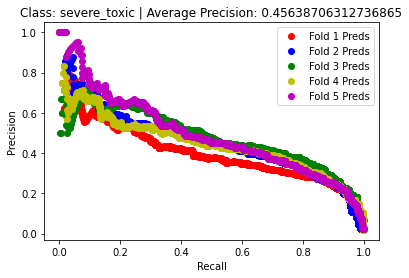 Class: severe_toxic | Average Precision: 0.45638706312736865
Fold 1 Preds
Fold 2 Preds
Fold 3 Preds
Fold 4 Preds
Fold 5 Preds
1.0
0.8
0.6
0.4
0.2
0.0
Precision
0.0 0.2 0.4 0.6 0.8 1.0
Recall